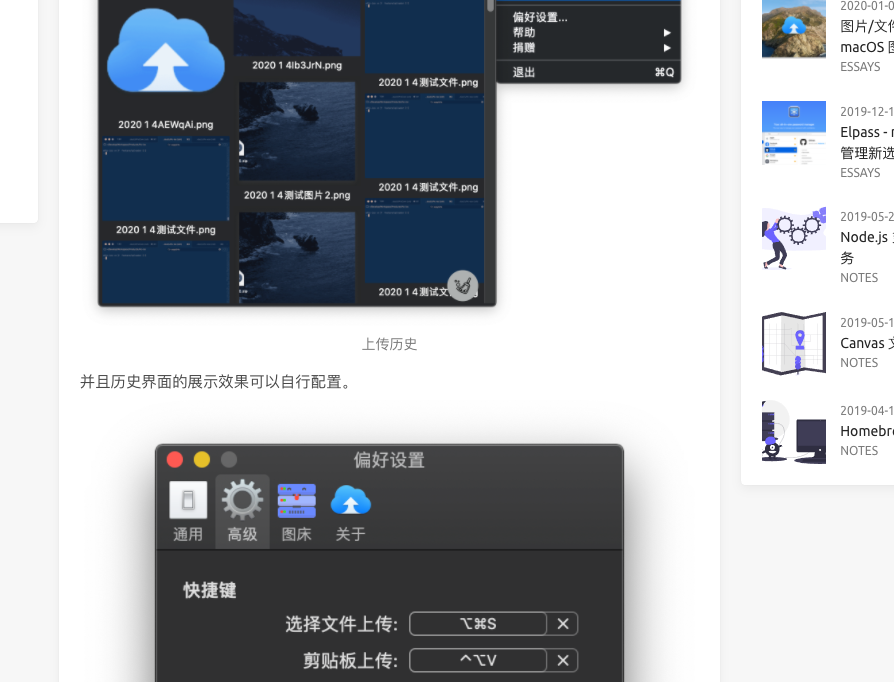 2020 1 4lb3JrN.png
2020 1 4测试文件.png
2020 1 4AEWqAi.png
2020 1 4测试图片2.png
2020 1 4测试文件.png
2020 1 4测试文件.png
2020 1 4测试文
偏好设置...
帮助
捐赠
退出 ⌘Q
上传历史
并且历史界面的展示效果可以自行配置。
偏好设置
通用 高级 图床 关于
快捷键
选择文件上传: ⌥⌘S ✕
剪贴板上传: ^⌥V ✕
2020-01-0
图片/文件
macOS 图
ESSAYS
2019-12-1
Elpass -
管理新选
ESSAYS
2019-05-2
Node.js
务
NOTES
2019-05-1
Canvas 文
NOTES
2019-04-1
Homebre
NOTES